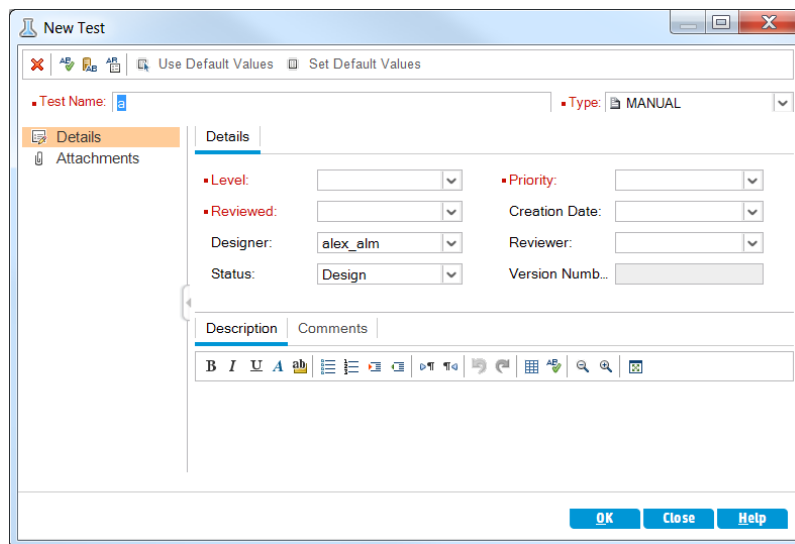 New Test
Use Default Values Set Default Values
Test Name: a Type: MANUAL
Details Details
Attachments
Level: Priority:
Reviewed: Creation Date:
Designer: alex_alm Reviewer:
Status: Design Version Numb...
Description Comments
B I U A ab
OK Close Help